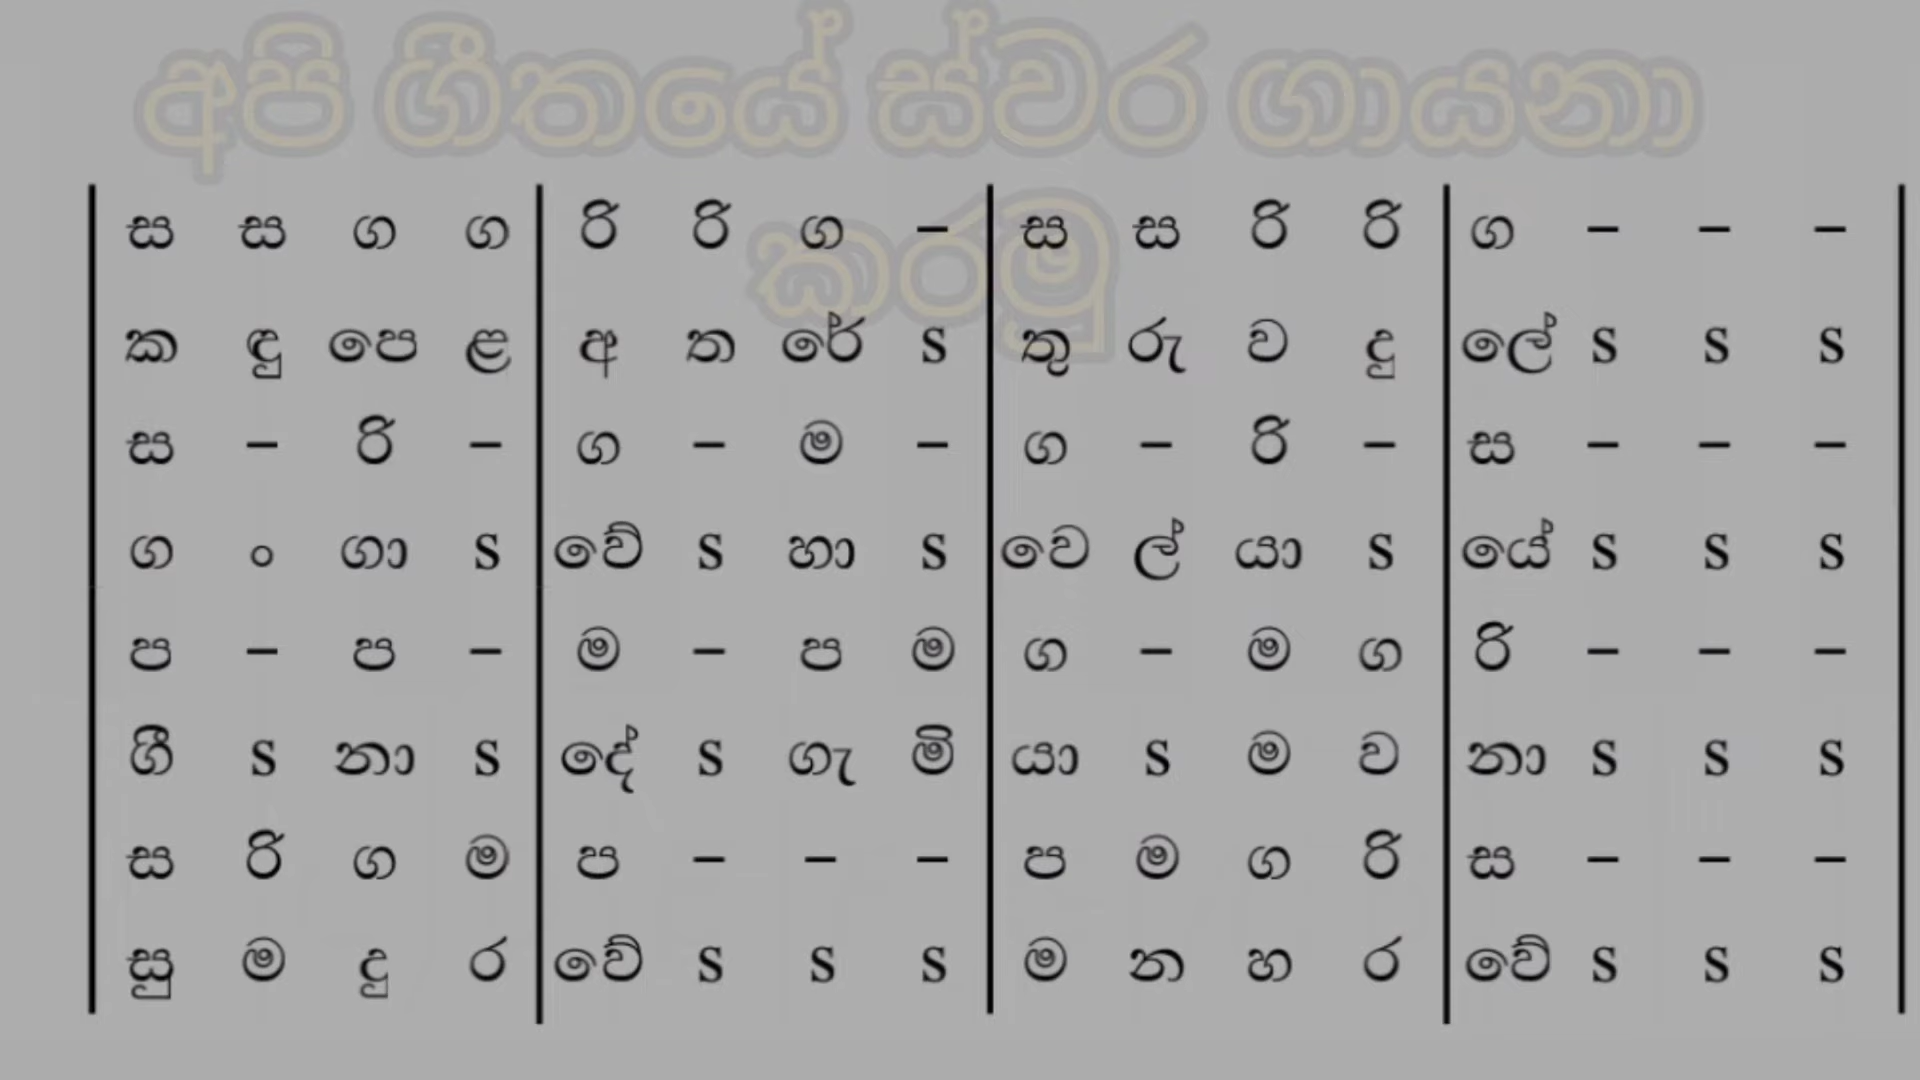 අපි ගීතයේ ස්වර ගායනා
කරමු
ස ස ග ග | රි රි ග – | ස ස රි රි | ග – – –
ක ඳු පෙ ළ | අ ත රේ s | තු රු ව දු | ලේ s s s
ස – රි – | ග – ම – | ග – රි – | ස – – –
ග ං ගා s | වේ s හා s | වෙ ල් යා s | යේ s s s
ප – ප – | ම – ප ම | ග – ම ග | රි – – –
ගී s නා s | දේ s ගැ මි | යා s ම ව | නා s s s
ස රි ග ම | ප – – – | ප ම ග රි | ස – – –
සු ම දු ර | වේ s s s | ම න හ ර | වේ s s s